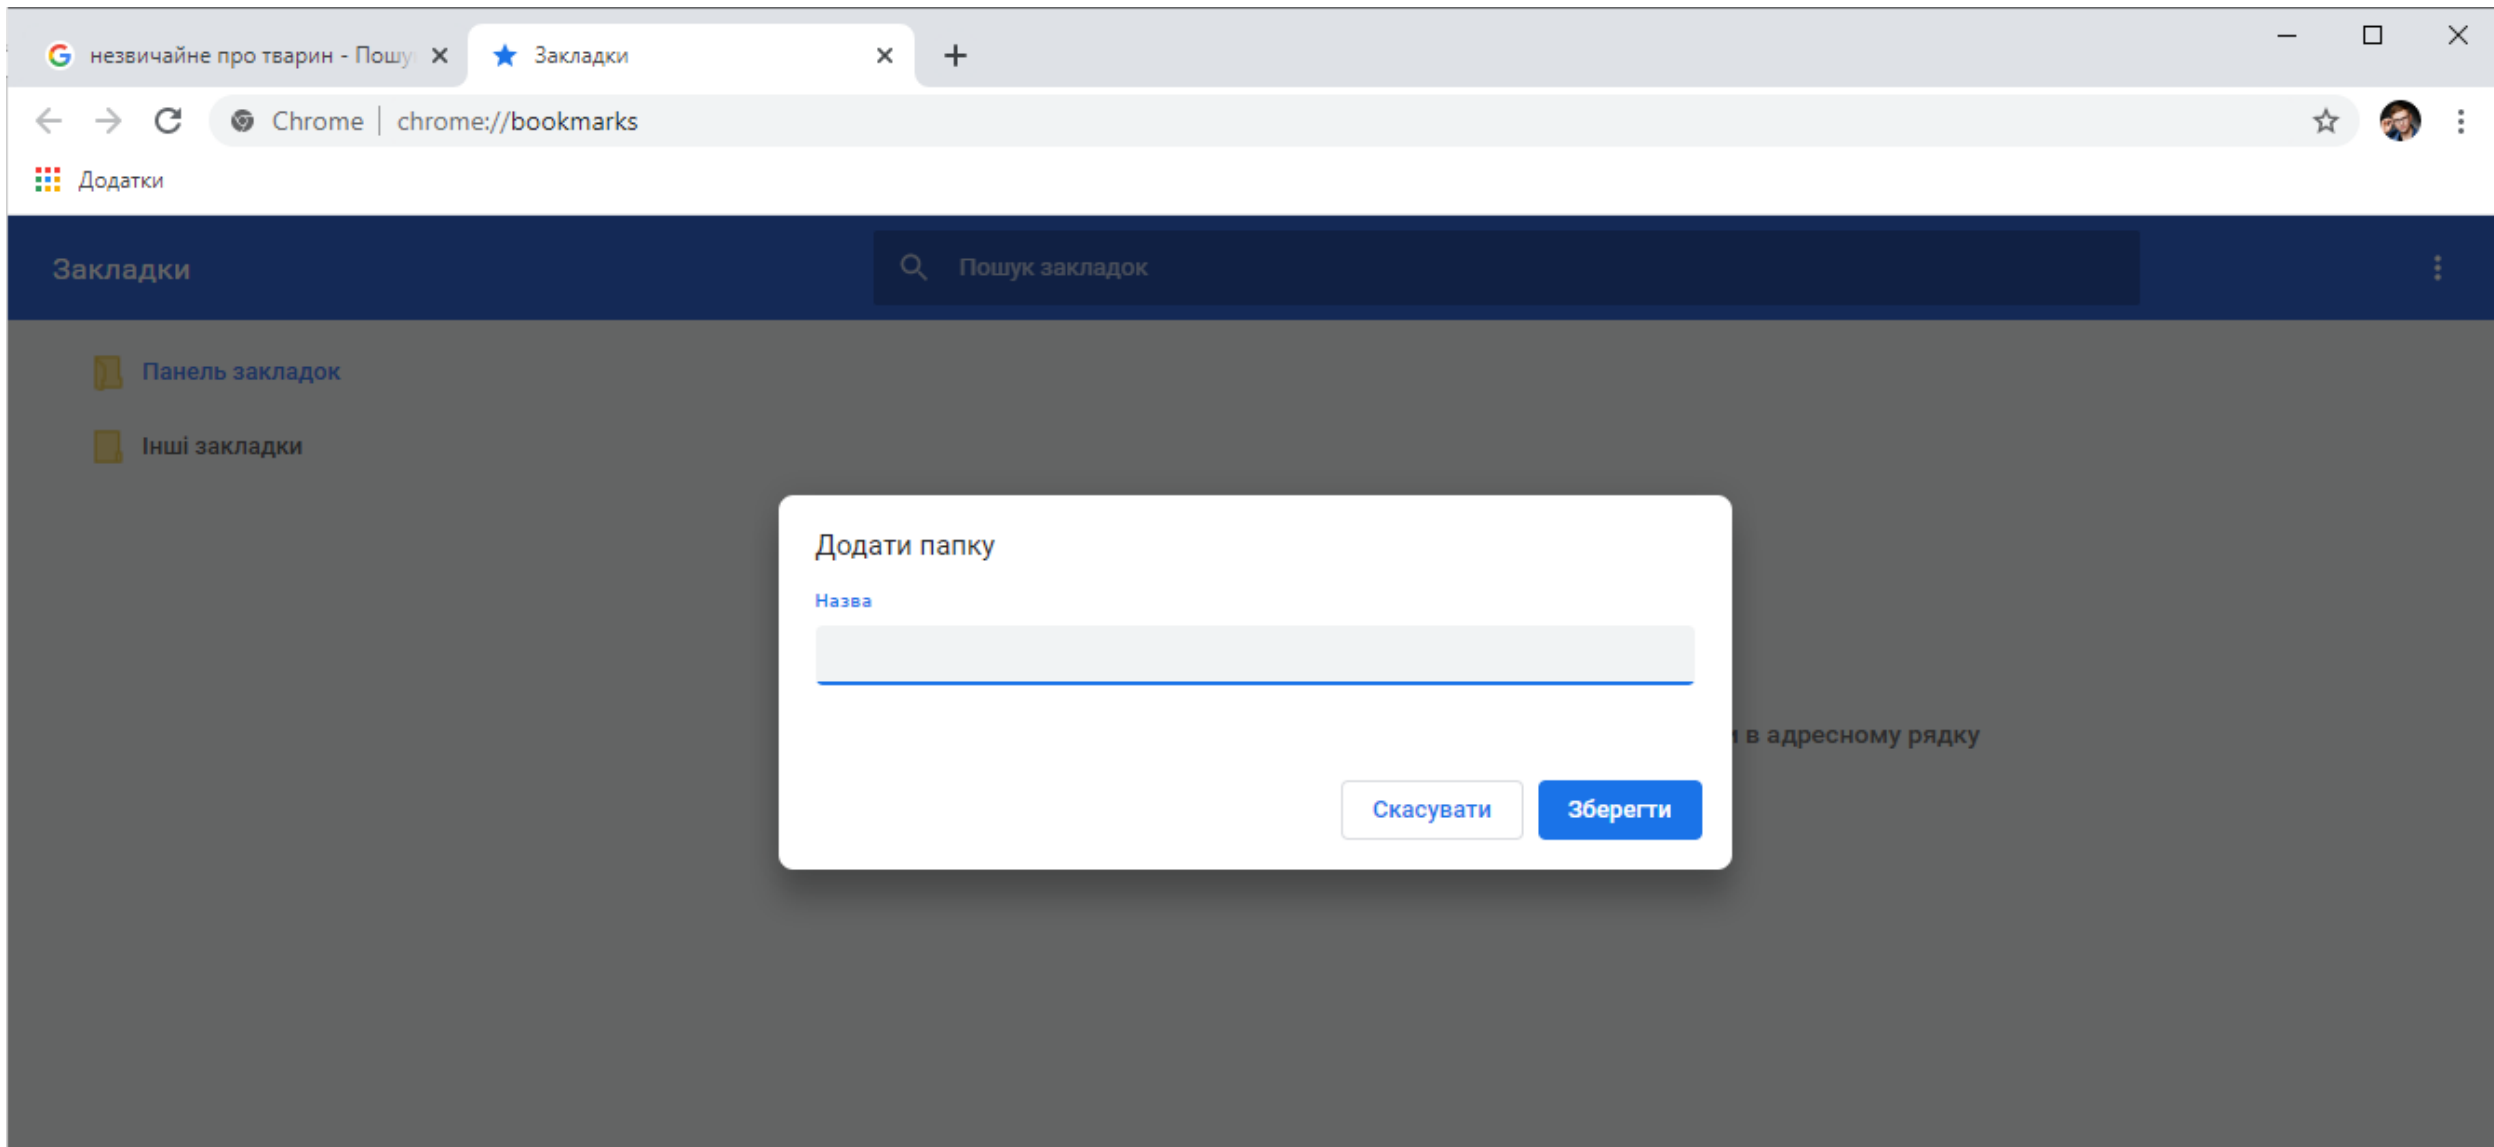 незвичайне про тварин - Пошу
Закладки
Chrome | chrome://bookmarks
Додатки
Закладки
Пошук закладок
Панель закладок
Інші закладки
Додати папку
Назва
в адресному рядку
Скасувати
Зберегти